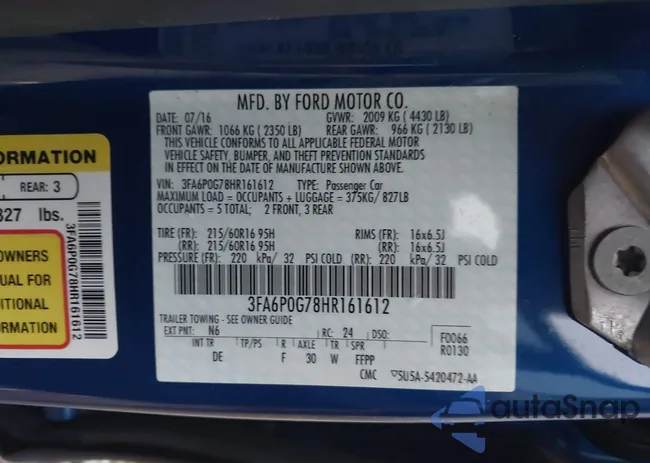 MFD. BY FORD MOTOR CO.
DATE: 07/16 GVWR: 2009 KG ( 4430 LB)
FRONT GAWR: 1066 KG ( 2350 LB) REAR GAWR: 966 KG ( 2130 LB)
THIS VEHICLE CONFORMS TO ALL APPLICABLE FEDERAL MOTOR
VEHICLE SAFETY, BUMPER, AND THEFT PREVENTION STANDARDS
IN EFFECT ON THE DATE OF MANUFACTURE SHOWN ABOVE.
VIN: 3FA6P0G78HR161612 TYPE: Passenger Car
MAXIMUM LOAD = OCCUPANTS + LUGGAGE = 375KG/ 827LB
OCCUPANTS = 5 TOTAL; 2 FRONT, 3 REAR
TIRE (FR): 215/60R16 95H RIMS (FR): 16x6.5J
(RR): 215/60R16 95H (RR): 16x6.5J
PRESSURE (FR): 220 kPa/ 32 PSI COLD (RR): 220 kPa/ 32 PSI COLD
3FA6P0G78HR161612
TRAILER TOWING - SEE OWNER GUIDE
EXT PNT: N6 RC: 24 DSO: F0066
R0130
INT TR TP/PS R AXLE TR SPR
DE F 30 W FFPP
CMC 5U5A-5420472-AA
ORMATION
REAR: 3
827 lbs.
OWNERS
UAL FOR
ITIONAL
FORMATION
3FA6P0G78HR161612
autoSnap